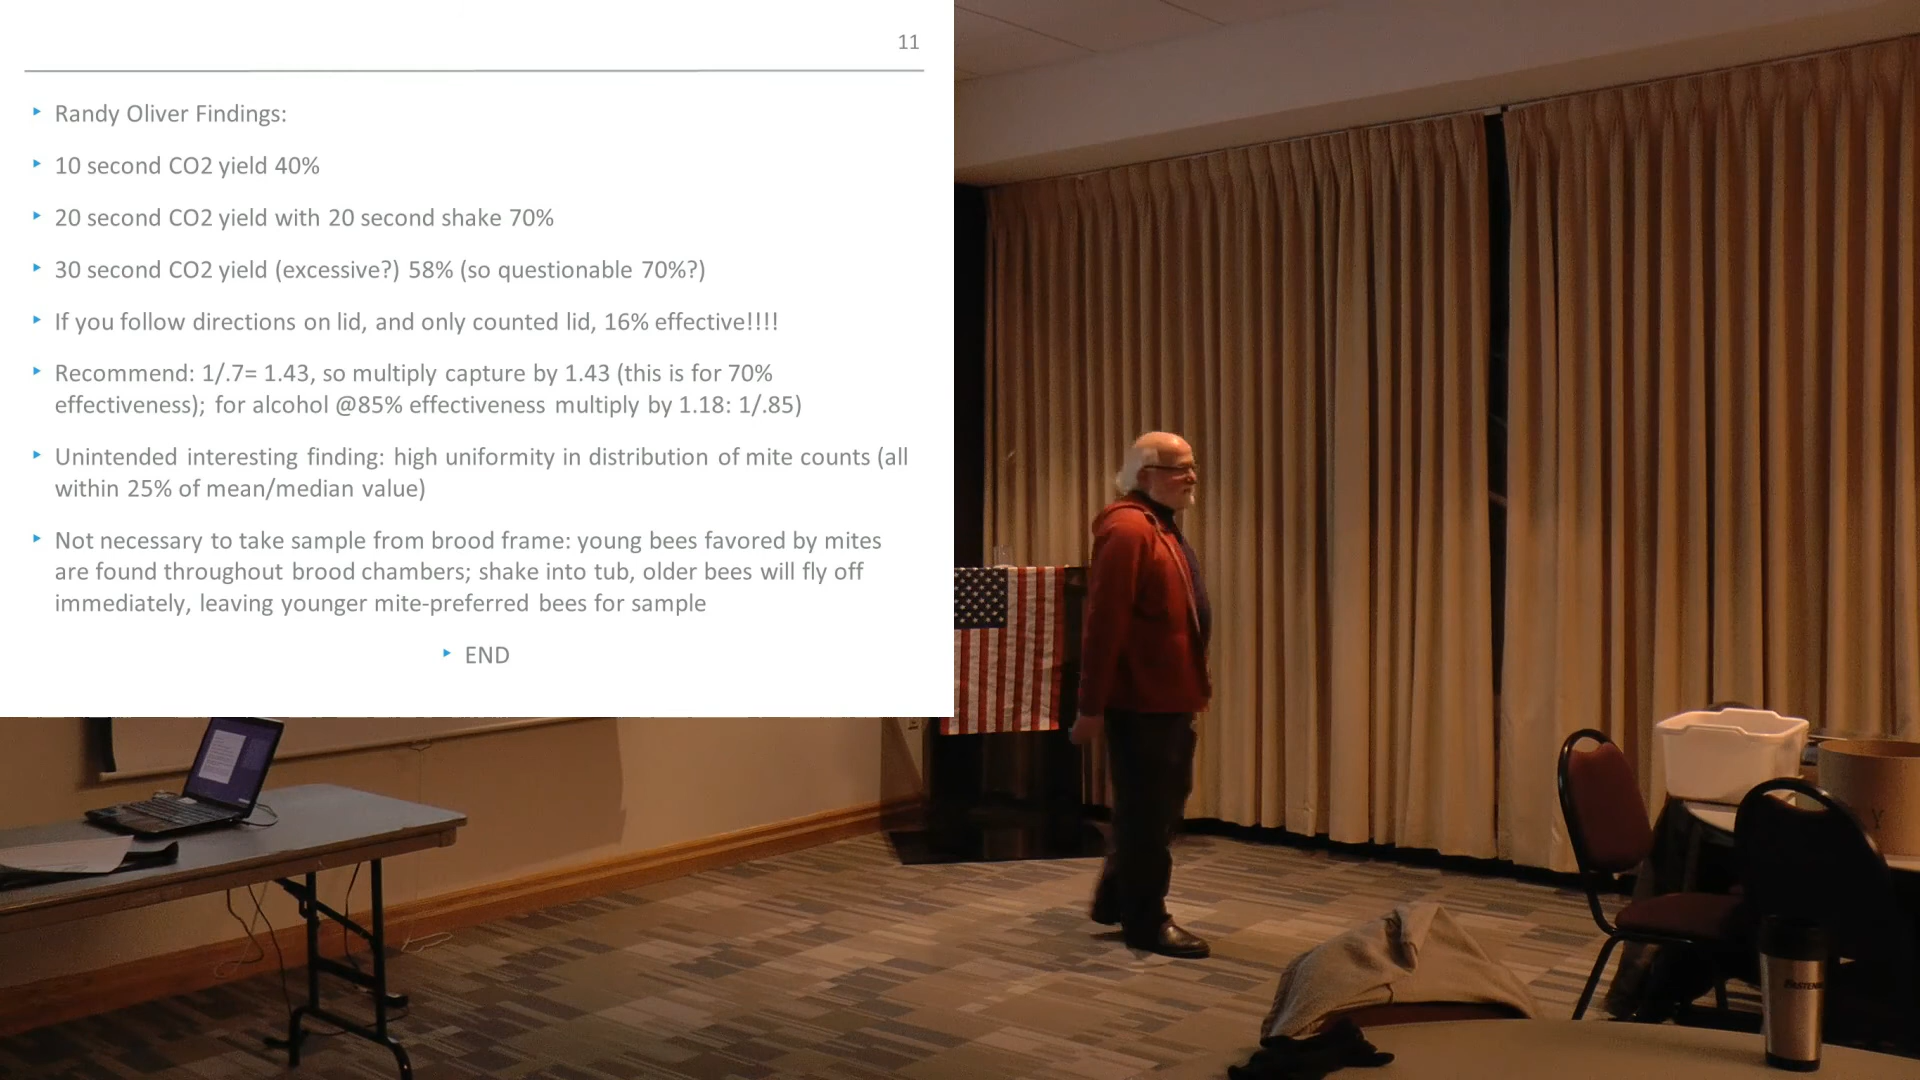 11
Randy Oliver Findings:
10 second CO2 yield 40%
20 second CO2 yield with 20 second shake 70%
30 second CO2 yield (excessive?) 58% (so questionable 70%?)
If you follow directions on lid, and only counted lid, 16% effective!!!!
Recommend: 1/.7= 1.43, so multiply capture by 1.43 (this is for 70%
effectiveness); for alcohol @85% effectiveness multiply by 1.18: 1/.85)
Unintended interesting finding: high uniformity in distribution of mite counts (all
within 25% of mean/median value)
Not necessary to take sample from brood frame: young bees favored by mites
are found throughout brood chambers; shake into tub, older bees will fly off
immediately, leaving younger mite-preferred bees for sample
END